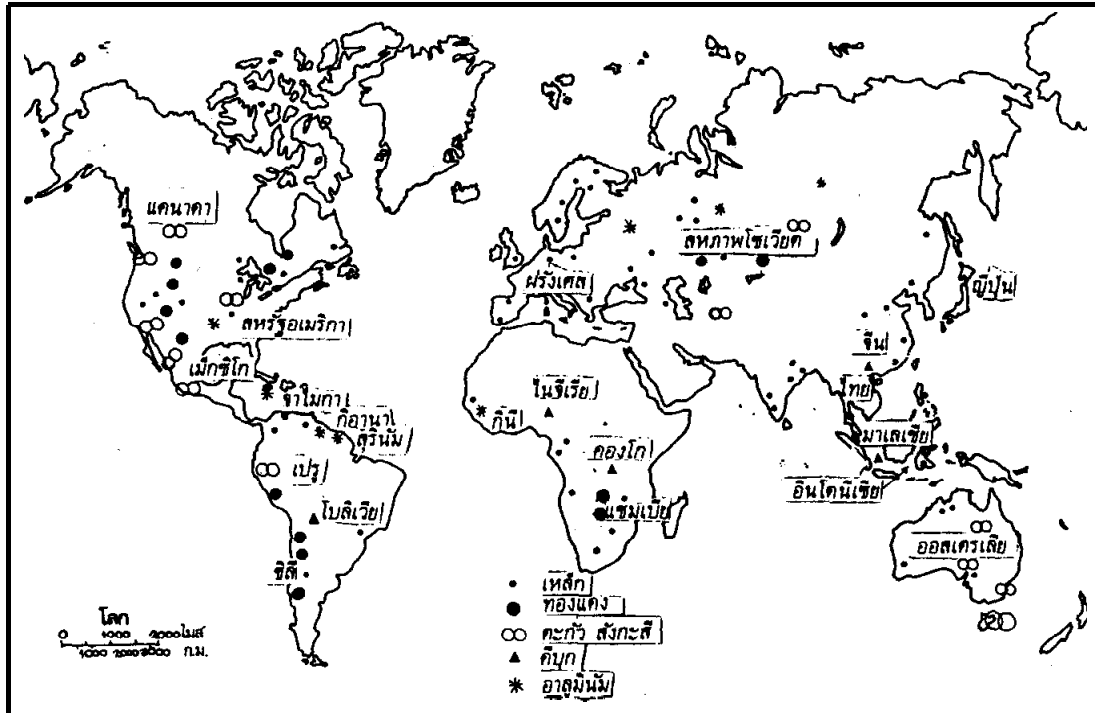 แคนาดา
สหภาพโซเวียต
ฝรั่งเศส
ญี่ปุ่น
สหรัฐอเมริกา
จีน
เม็กซิโก
ไนจีเรีย
ไทย
จาไมกา
กินี
กีอานา
มาเลเซีย
สุรินัม
คองโก
เปรู
อินโดนีเซีย
โบลิเวีย
แซมเบีย
ออสเตรเลีย
ชิลี
เหล็ก
ทองแดง
ตะกั่ว สังกะสี
ดีบุก
อาลูมินัม
โลก
0 1000 2000 ไมล์
1000 2000 3000 ก.ม.